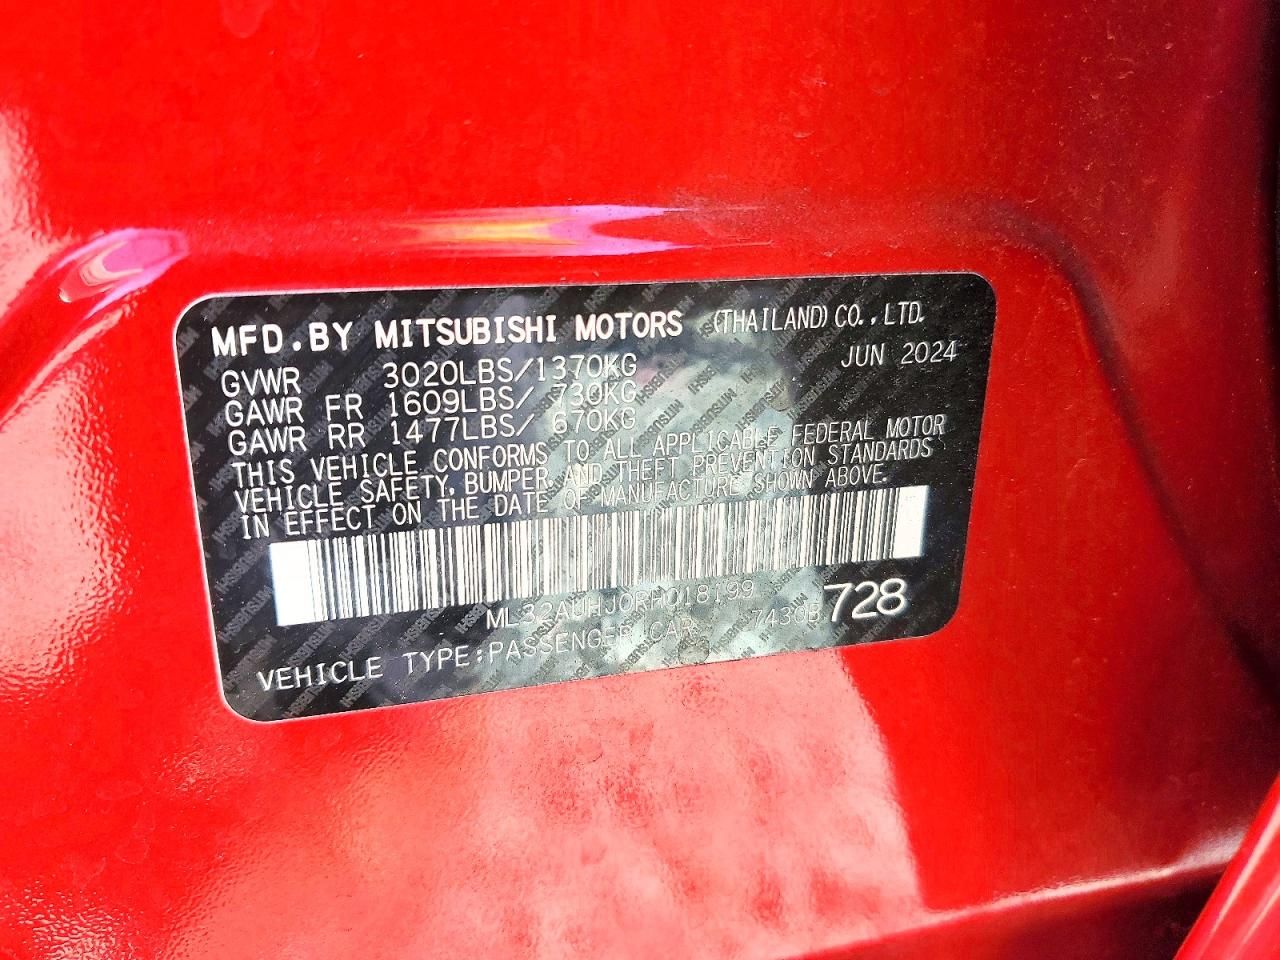 MFD.BY MITSUBISHI MOTORS (THAILAND) CO.,LTD.
GVWR 3020LBS/1370KG JUN 2024
GAWR FR 1609LBS/ 730KG
GAWR RR 1477LBS/ 670KG
THIS VEHICLE CONFORMS TO ALL APPLICABLE FEDERAL MOTOR
VEHICLE SAFETY, BUMPER, AND THEFT PREVENTION STANDARDS
IN EFFECT ON THE DATE OF MANUFACTURE SHOWN ABOVE.
ML32AUHJ0RH018199
VEHICLE TYPE:PASSENGER CAR 7430B 728